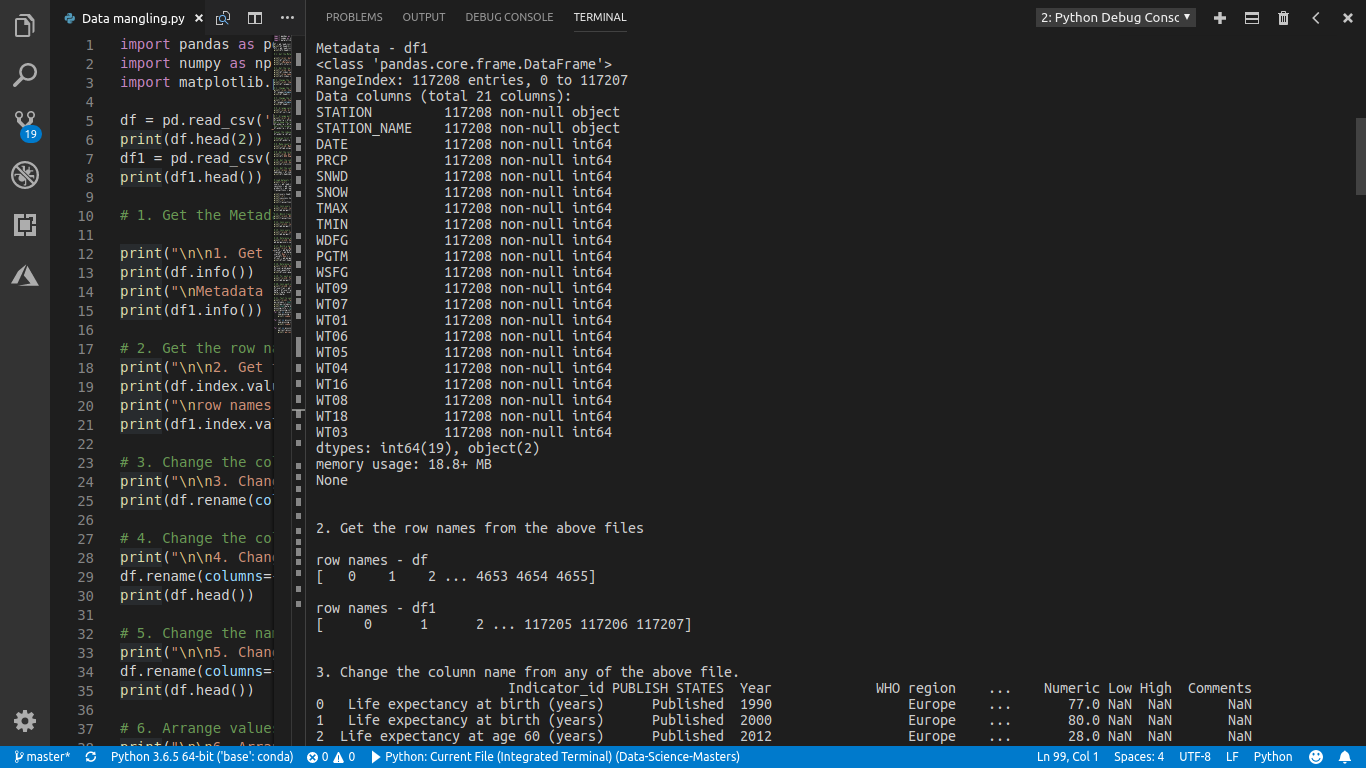 Data mangling.py
1 import pandas as p
2 import numpy as np
3 import matplotlib.
4
5 df = pd.read_csv('
6 print(df.head(2))
7 df1 = pd.read_csv(
8 print(df1.head())
9
10 # 1. Get the Metad
11
12 print("\n\n1. Get
13 print(df.info())
14 print("\nMetadata
15 print(df1.info())
16
17 # 2. Get the row na
18 print("\n\n2. Get
19 print(df.index.valu
20 print("\nrow names
21 print(df1.index.va
22
23 # 3. Change the col
24 print("\n\n3. Chan
25 print(df.rename(co
26
27 # 4. Change the col
28 print("\n\n4. Chan
29 df.rename(columns=
30 print(df.head())
31
32 # 5. Change the nam
33 print("\n\n5. Chan
34 df.rename(columns=
35 print(df.head())
36
37 # 6. Arrange values
19
PROBLEMS OUTPUT DEBUG CONSOLE TERMINAL 2: Python Debug Consc
Metadata - df1
<class 'pandas.core.frame.DataFrame'>
RangeIndex: 117208 entries, 0 to 117207
Data columns (total 21 columns):
STATION 117208 non-null object
STATION_NAME 117208 non-null object
DATE 117208 non-null int64
PRCP 117208 non-null int64
SNWD 117208 non-null int64
SNOW 117208 non-null int64
TMAX 117208 non-null int64
TMIN 117208 non-null int64
WDFG 117208 non-null int64
PGTM 117208 non-null int64
WSFG 117208 non-null int64
WT09 117208 non-null int64
WT07 117208 non-null int64
WT01 117208 non-null int64
WT06 117208 non-null int64
WT05 117208 non-null int64
WT04 117208 non-null int64
WT16 117208 non-null int64
WT08 117208 non-null int64
WT18 117208 non-null int64
WT03 117208 non-null int64
dtypes: int64(19), object(2)
memory usage: 18.8+ MB
None
2. Get the row names from the above files
row names - df
[ 0 1 2 ... 4653 4654 4655]
row names - df1
[ 0 1 2 ... 117205 117206 117207]
3. Change the column name from any of the above file.
Indicator_id PUBLISH STATES Year WHO region ... Numeric Low High Comments
0 Life expectancy at birth (years) Published 1990 Europe ... 77.0 NaN NaN NaN
1 Life expectancy at birth (years) Published 2000 Europe ... 80.0 NaN NaN NaN
2 Life expectancy at age 60 (years) Published 2012 Europe ... 28.0 NaN NaN NaN
master* Python 3.6.5 64-bit ('base': conda) 0 0 Python: Current File (Integrated Terminal) (Data-Science-Masters) Ln 99, Col 1 Spaces: 4 UTF-8 LF Python